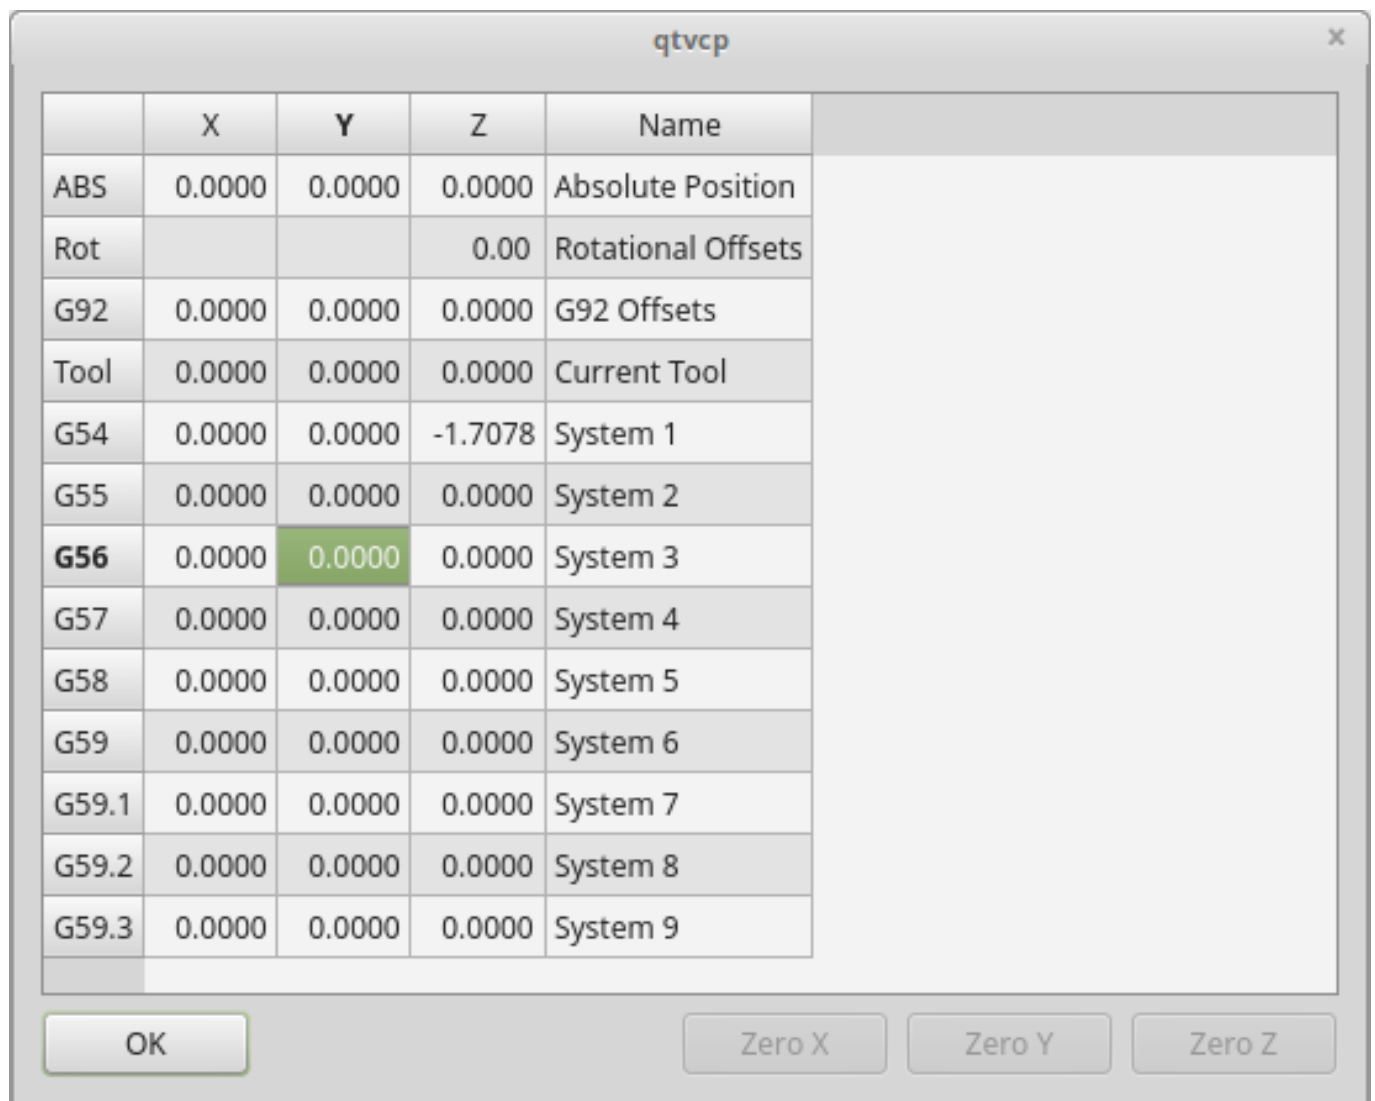 qtvcp ×
X Y Z Name
ABS 0.0000 0.0000 0.0000 Absolute Position
Rot 0.00 Rotational Offsets
G92 0.0000 0.0000 0.0000 G92 Offsets
Tool 0.0000 0.0000 0.0000 Current Tool
G54 0.0000 0.0000 -1.7078 System 1
G55 0.0000 0.0000 0.0000 System 2
G56 0.0000 0.0000 0.0000 System 3
G57 0.0000 0.0000 0.0000 System 4
G58 0.0000 0.0000 0.0000 System 5
G59 0.0000 0.0000 0.0000 System 6
G59.1 0.0000 0.0000 0.0000 System 7
G59.2 0.0000 0.0000 0.0000 System 8
G59.3 0.0000 0.0000 0.0000 System 9
OK Zero X Zero Y Zero Z